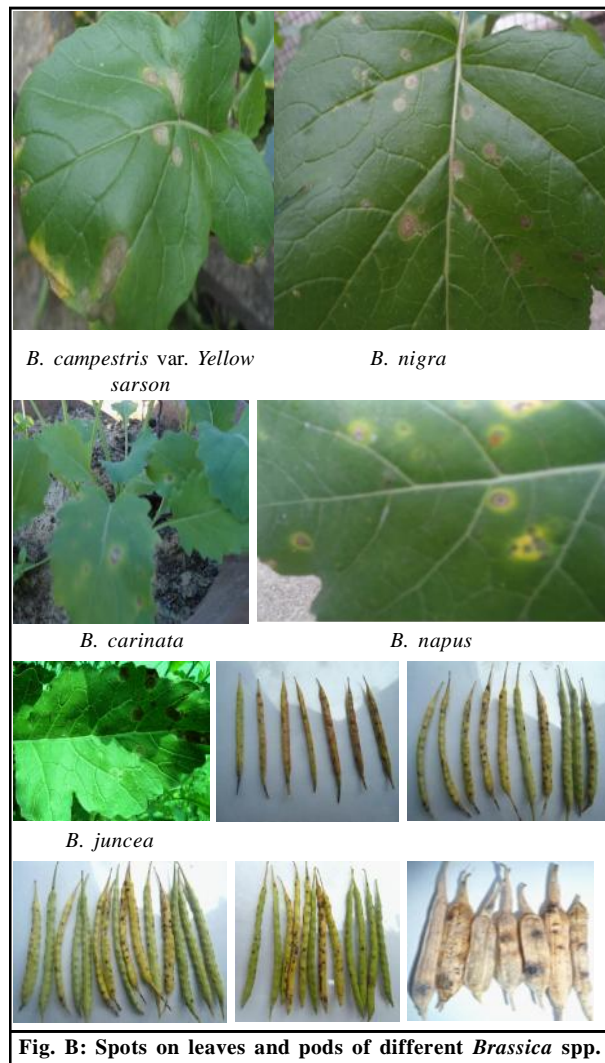 B. campestris var. Yellow
sarson
B. nigra
B. carinata
B. napus
B. juncea
Fig. B: Spots on leaves and pods of different Brassica spp.